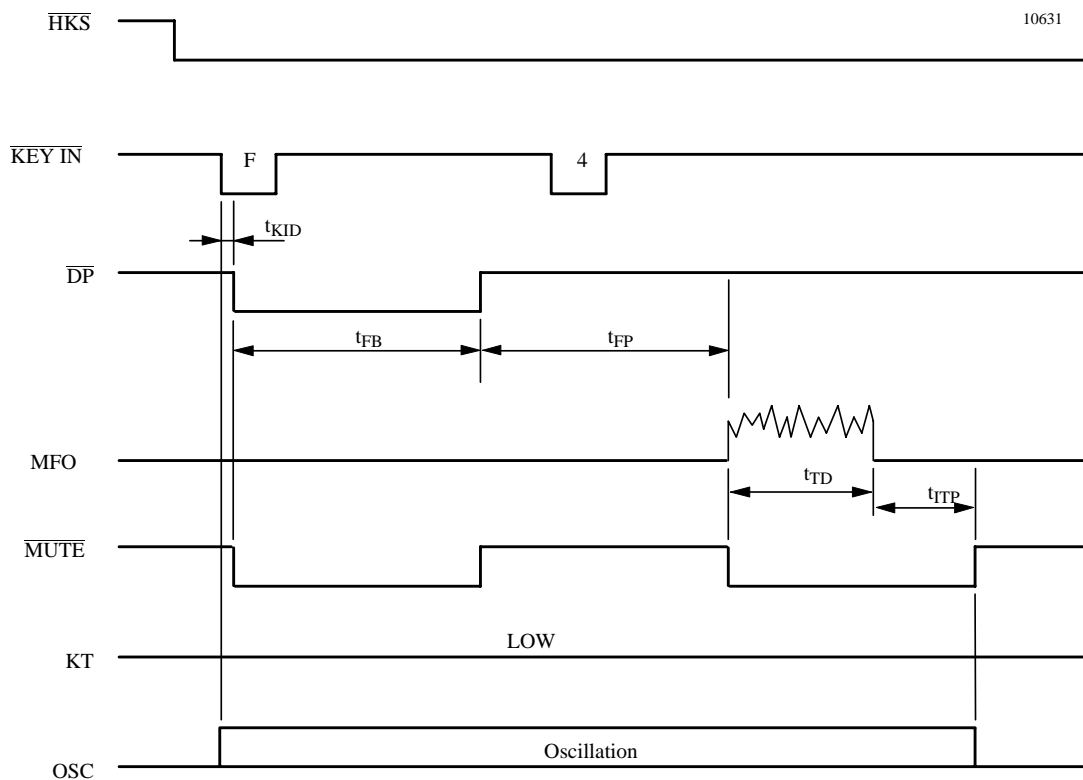 HKS
10631
KEY IN
F
4
tKID
DP
tFB
tFP
MFO
tTD
tITP
MUTE
LOW
KT
Oscillation
OSC